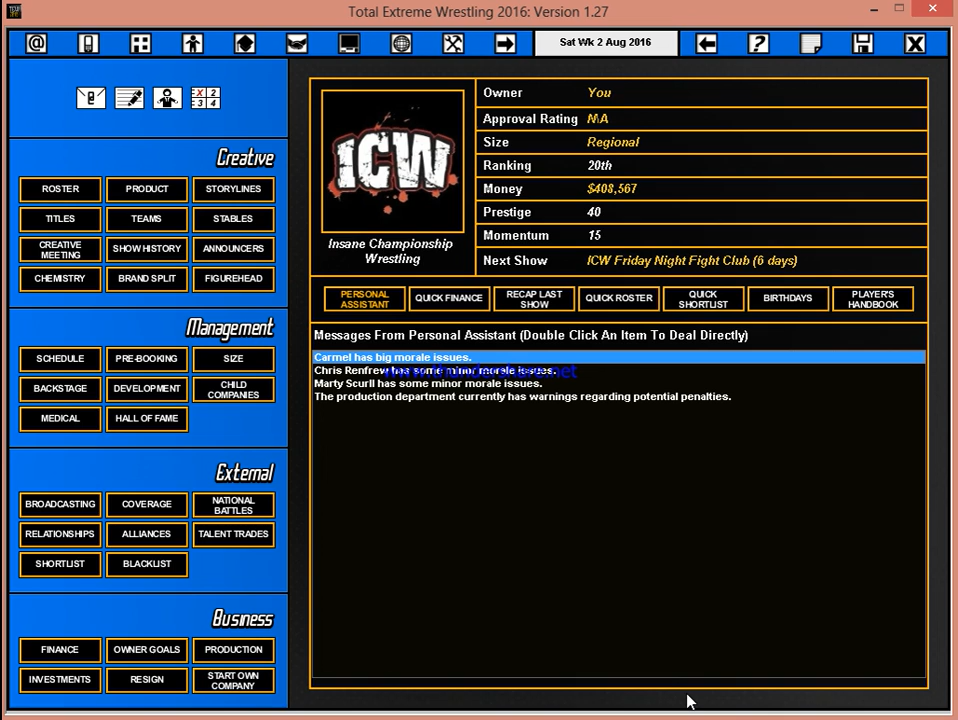 Total Extreme Wrestling 2016: Version 1.27
Sat Wk 2 Aug 2016
Creative
ROSTER
PRODUCT
STORYLINES
TITLES
TEAMS
STABLES
CREATIVE
MEETING
SHOW HISTORY
ANNOUNCERS
CHEMISTRY
BRAND SPLIT
FIGUREHEAD
Management
SCHEDULE
PRE-BOOKING
SIZE
BACKSTAGE
DEVELOPMENT
CHILD
COMPANIES
MEDICAL
HALL OF FAME
External
BROADCASTING
COVERAGE
NATIONAL
BATTLES
RELATIONSHIPS
ALLIANCES
TALENT TRADES
SHORTLIST
BLACKLIST
Business
FINANCE
OWNER GOALS
PRODUCTION
INVESTMENTS
RESIGN
START OWN
COMPANY
ICW
Insane Championship
Wrestling
Owner You
Approval Rating N\A
Size Regional
Ranking 20th
Money $408,567
Prestige 40
Momentum 15
Next Show ICW Friday Night Fight Club (6 days)
PERSONAL
ASSISTANT
QUICK FINANCE
RECAP LAST
SHOW
QUICK ROSTER
QUICK
SHORTLIST
BIRTHDAYS
PLAYER'S
HANDBOOK
Messages From Personal Assistant (Double Click An Item To Deal Directly)
Carmel has big morale issues.
Chris Renfrew has some minor morale issues.
Marty Scurll has some minor morale issues.
The production department currently has warnings regarding potential penalties.